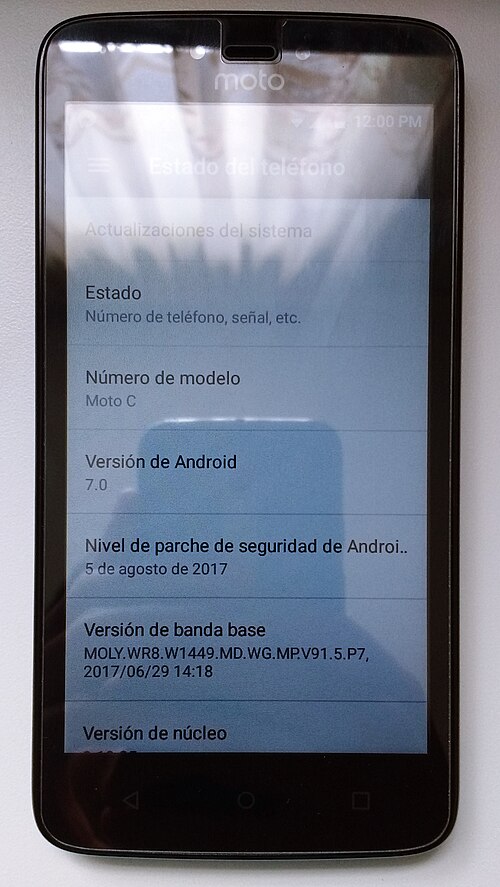 moto
12:00 PM
Estado del teléfono
Actualizaciones del sistema
Estado
Número de teléfono, señal, etc.
Número de modelo
Moto C
Versión de Android
7.0
Nivel de parche de seguridad de Androi..
5 de agosto de 2017
Versión de banda base
MOLY.WR8.W1449.MD.WG.MP.V91.5.P7,
2017/06/29 14:18
Versión de núcleo